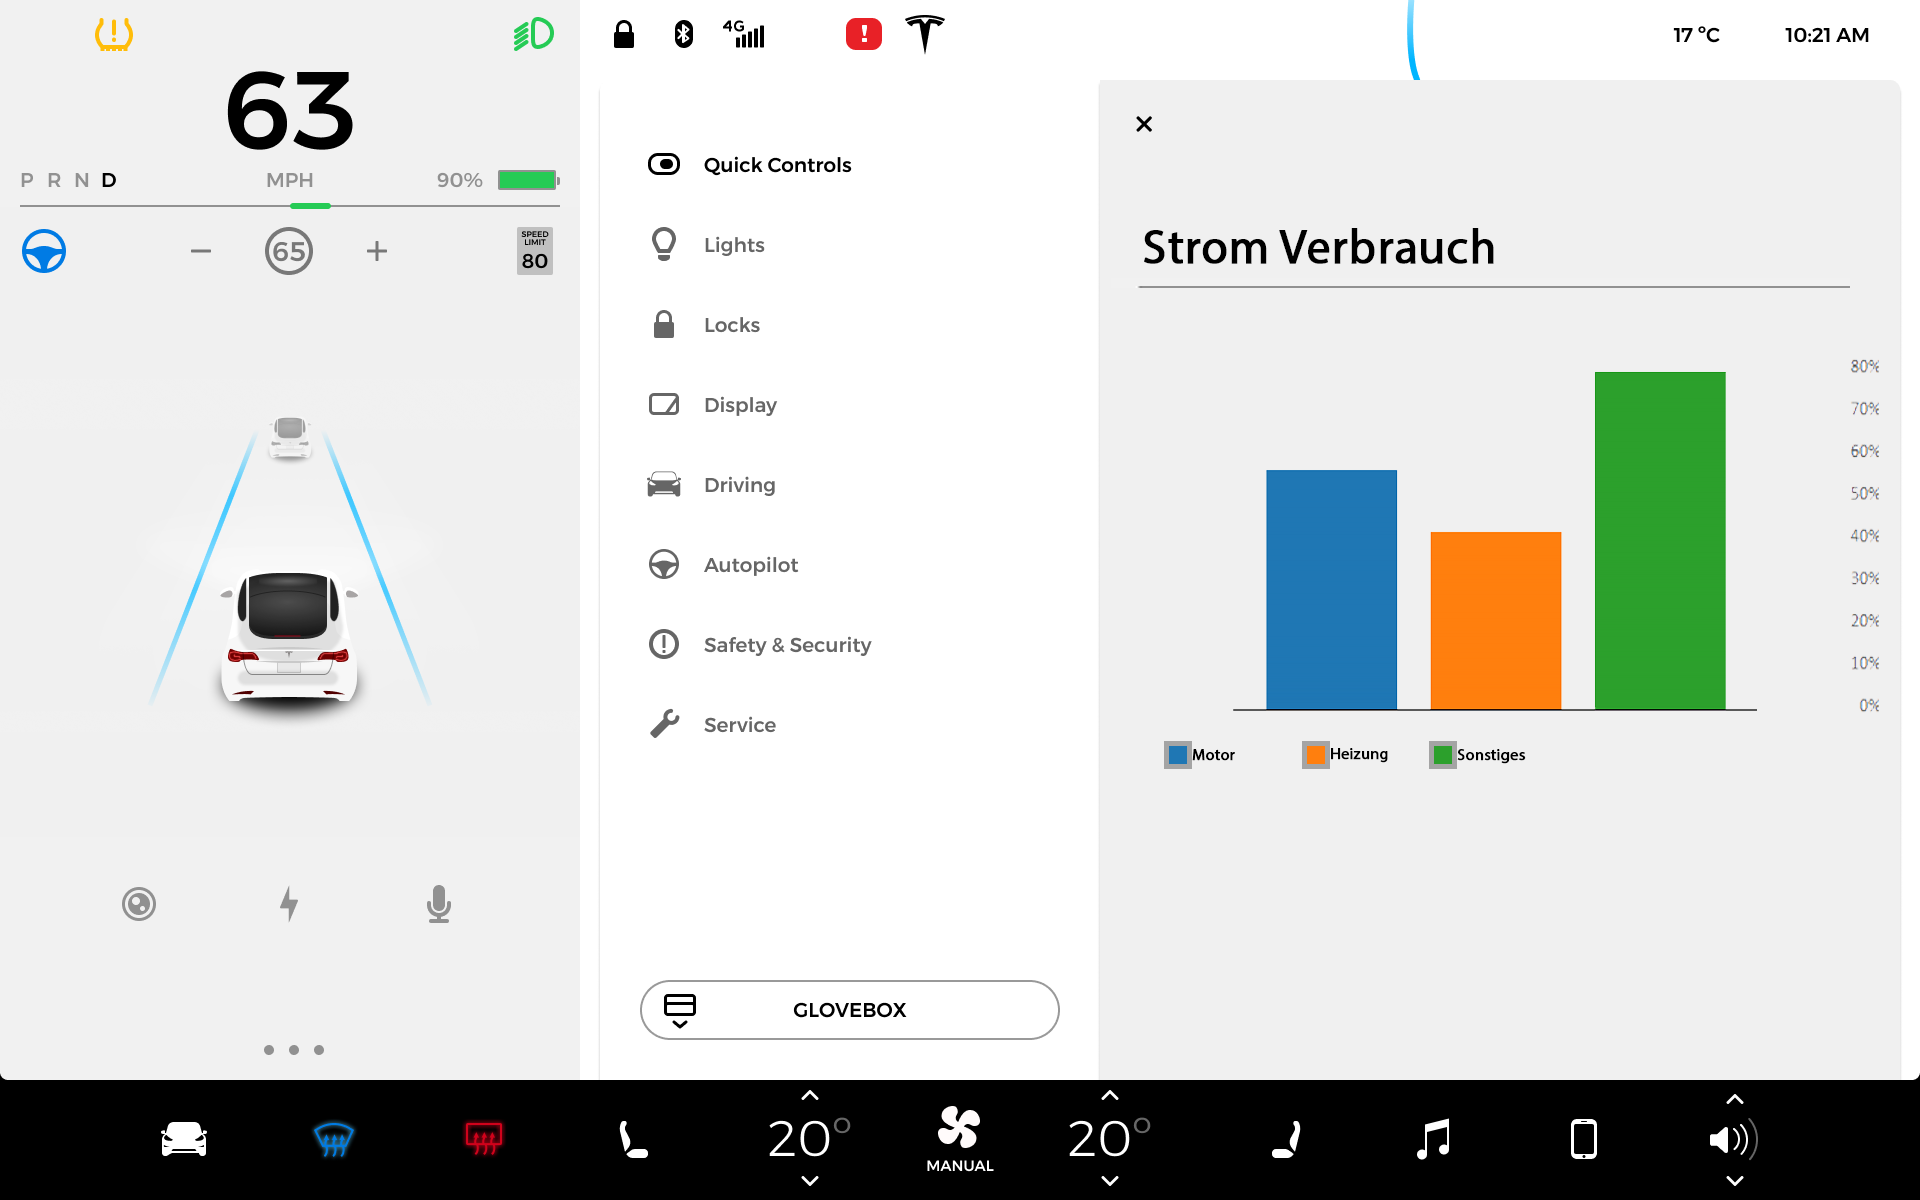 63
P R N D
MPH
90%
65
SPEED
LIMIT
80
4G
17 °C
10:21 AM
Quick Controls
Lights
Locks
Display
Driving
Autopilot
Safety & Security
Service
GLOVEBOX
Strom Verbrauch
80%
70%
60%
50%
40%
30%
20%
10%
0%
Motor
Heizung
Sonstiges
20°
MANUAL
20°